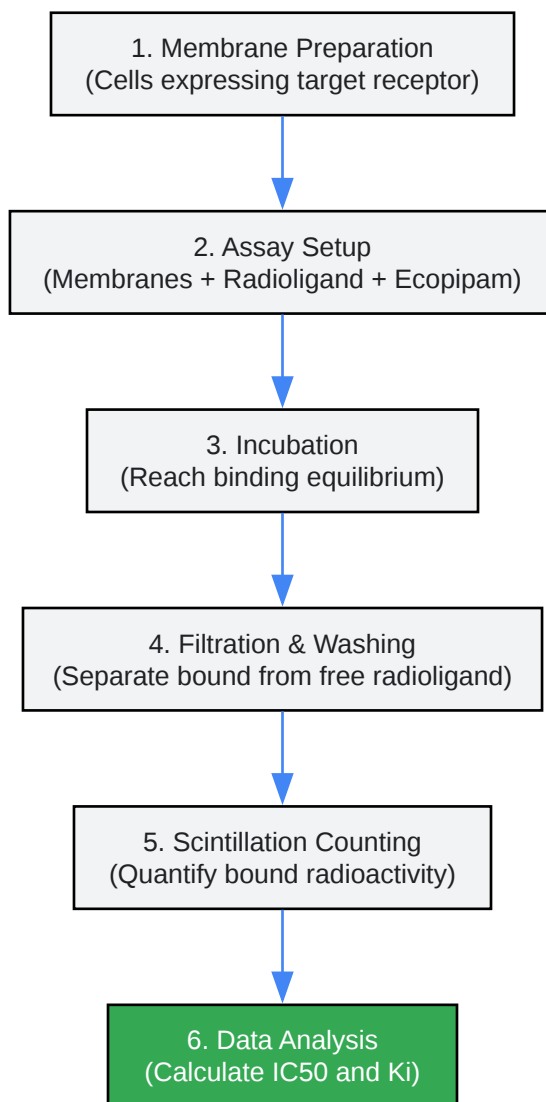 1. Membrane Preparation
(Cells expressing target receptor)
2. Assay Setup
(Membranes + Radioligand + Ecopipam)
3. Incubation
(Reach binding equilibrium)
4. Filtration & Washing
(Separate bound from free radioligand)
5. Scintillation Counting
(Quantify bound radioactivity)
6. Data Analysis
(Calculate IC50 and Ki)